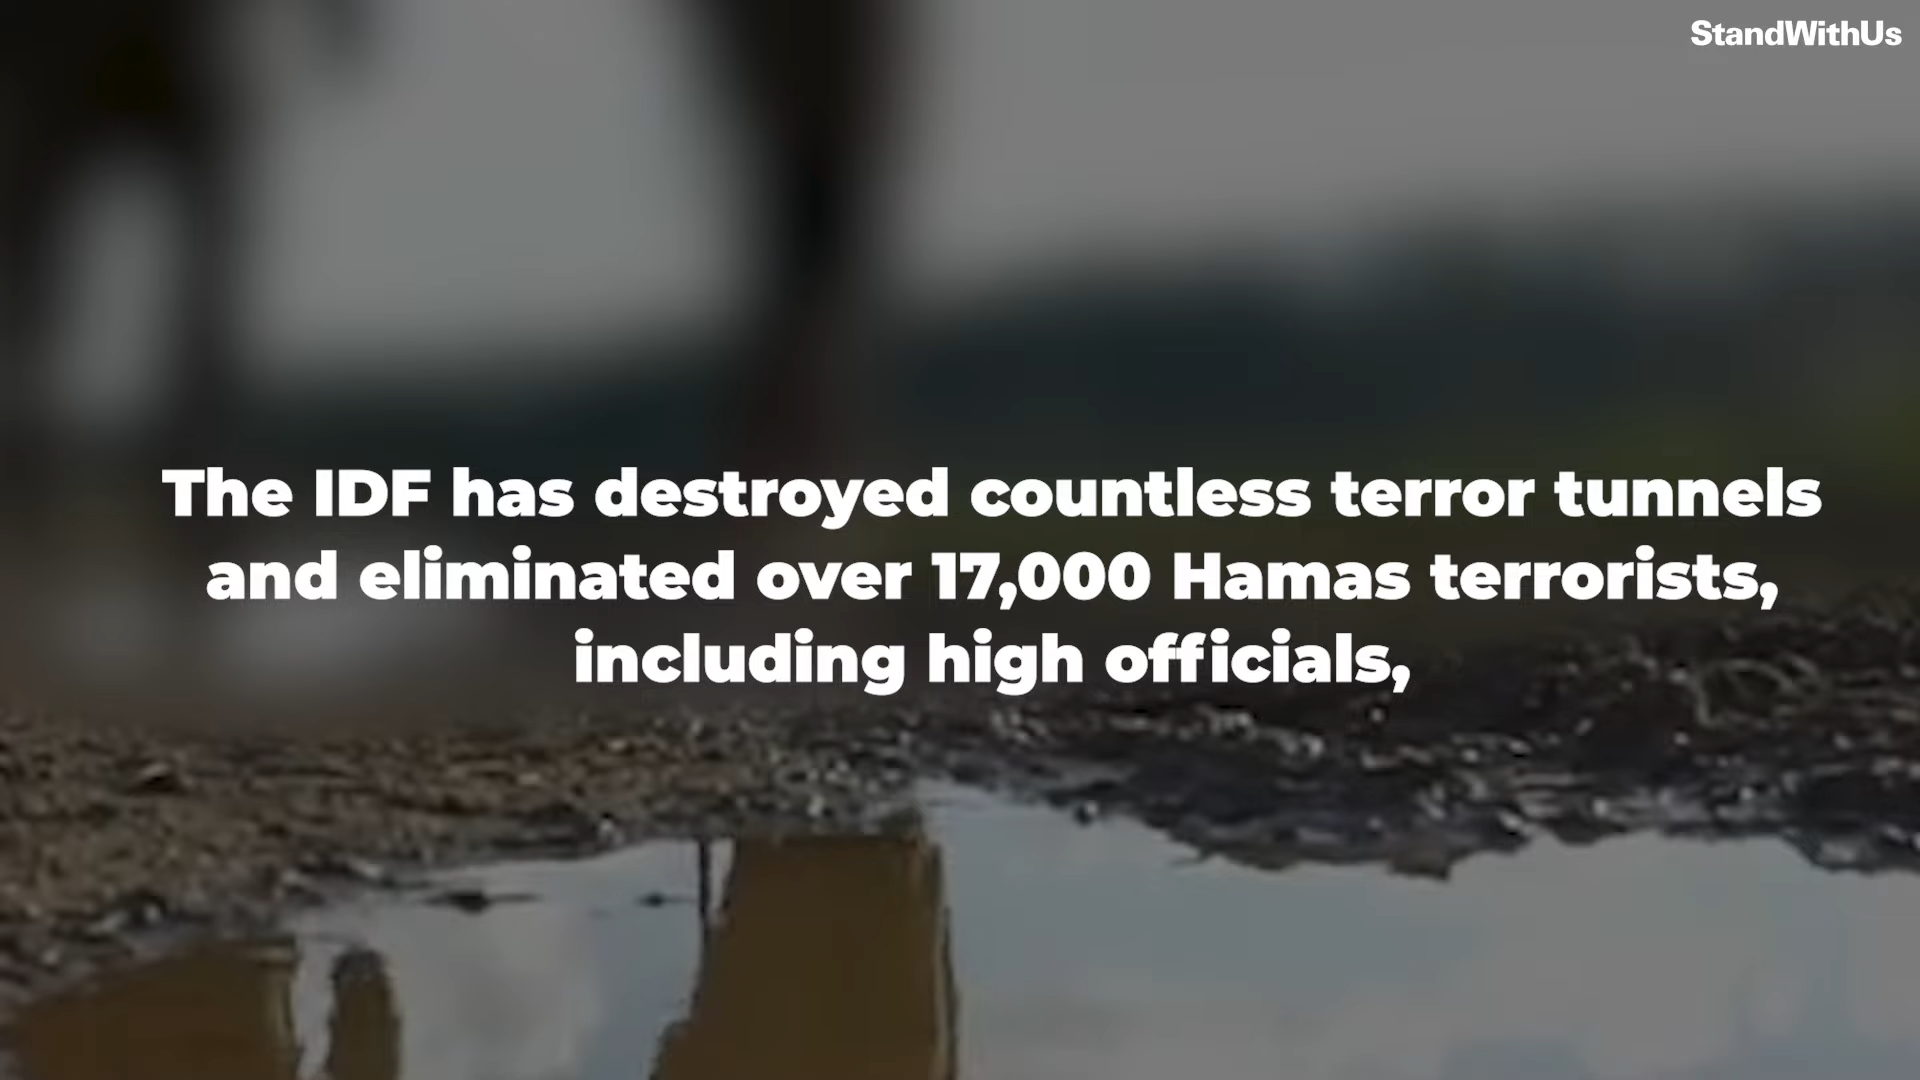 StandWithUs
The IDF has destroyed countless terror tunnels
and eliminated over 17,000 Hamas terrorists,
including high officials,